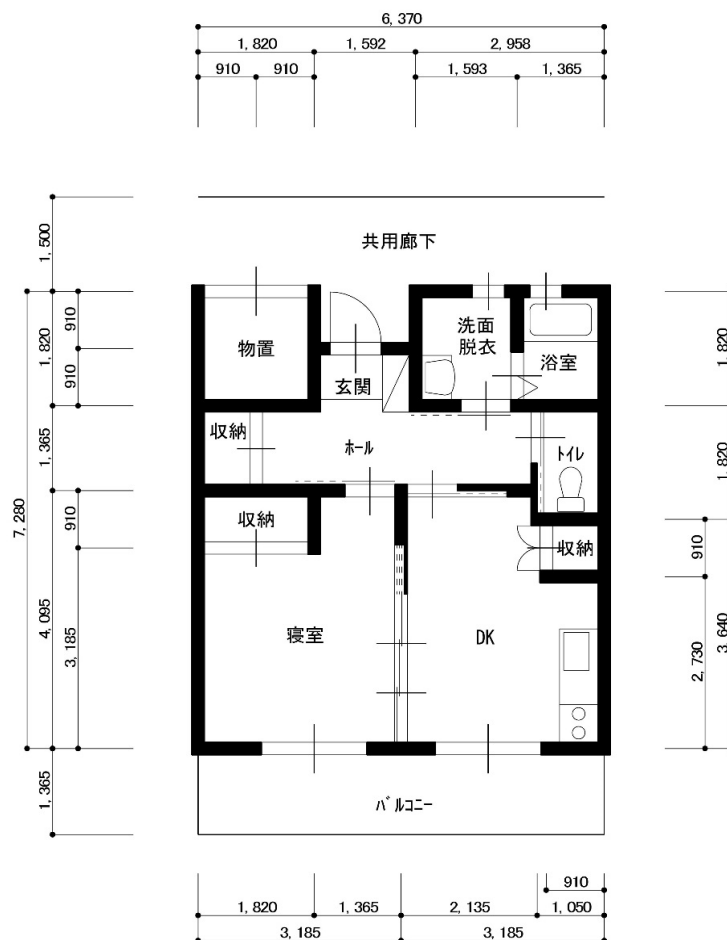 6,370
1,820
1,592
2,958
910
910
1,593
1,365
共用廊下
1,500
7,280
1,820
910
910
1,365
910
4,095
3,185
1,365
物置
玄関
洗面
脱衣
浴室
収納
ホール
トイレ
収納
収納
寝室
DK
バルコニー
1,820
1,820
910
2,730
3,640
910
1,820
1,365
2,135
1,050
3,185
3,185